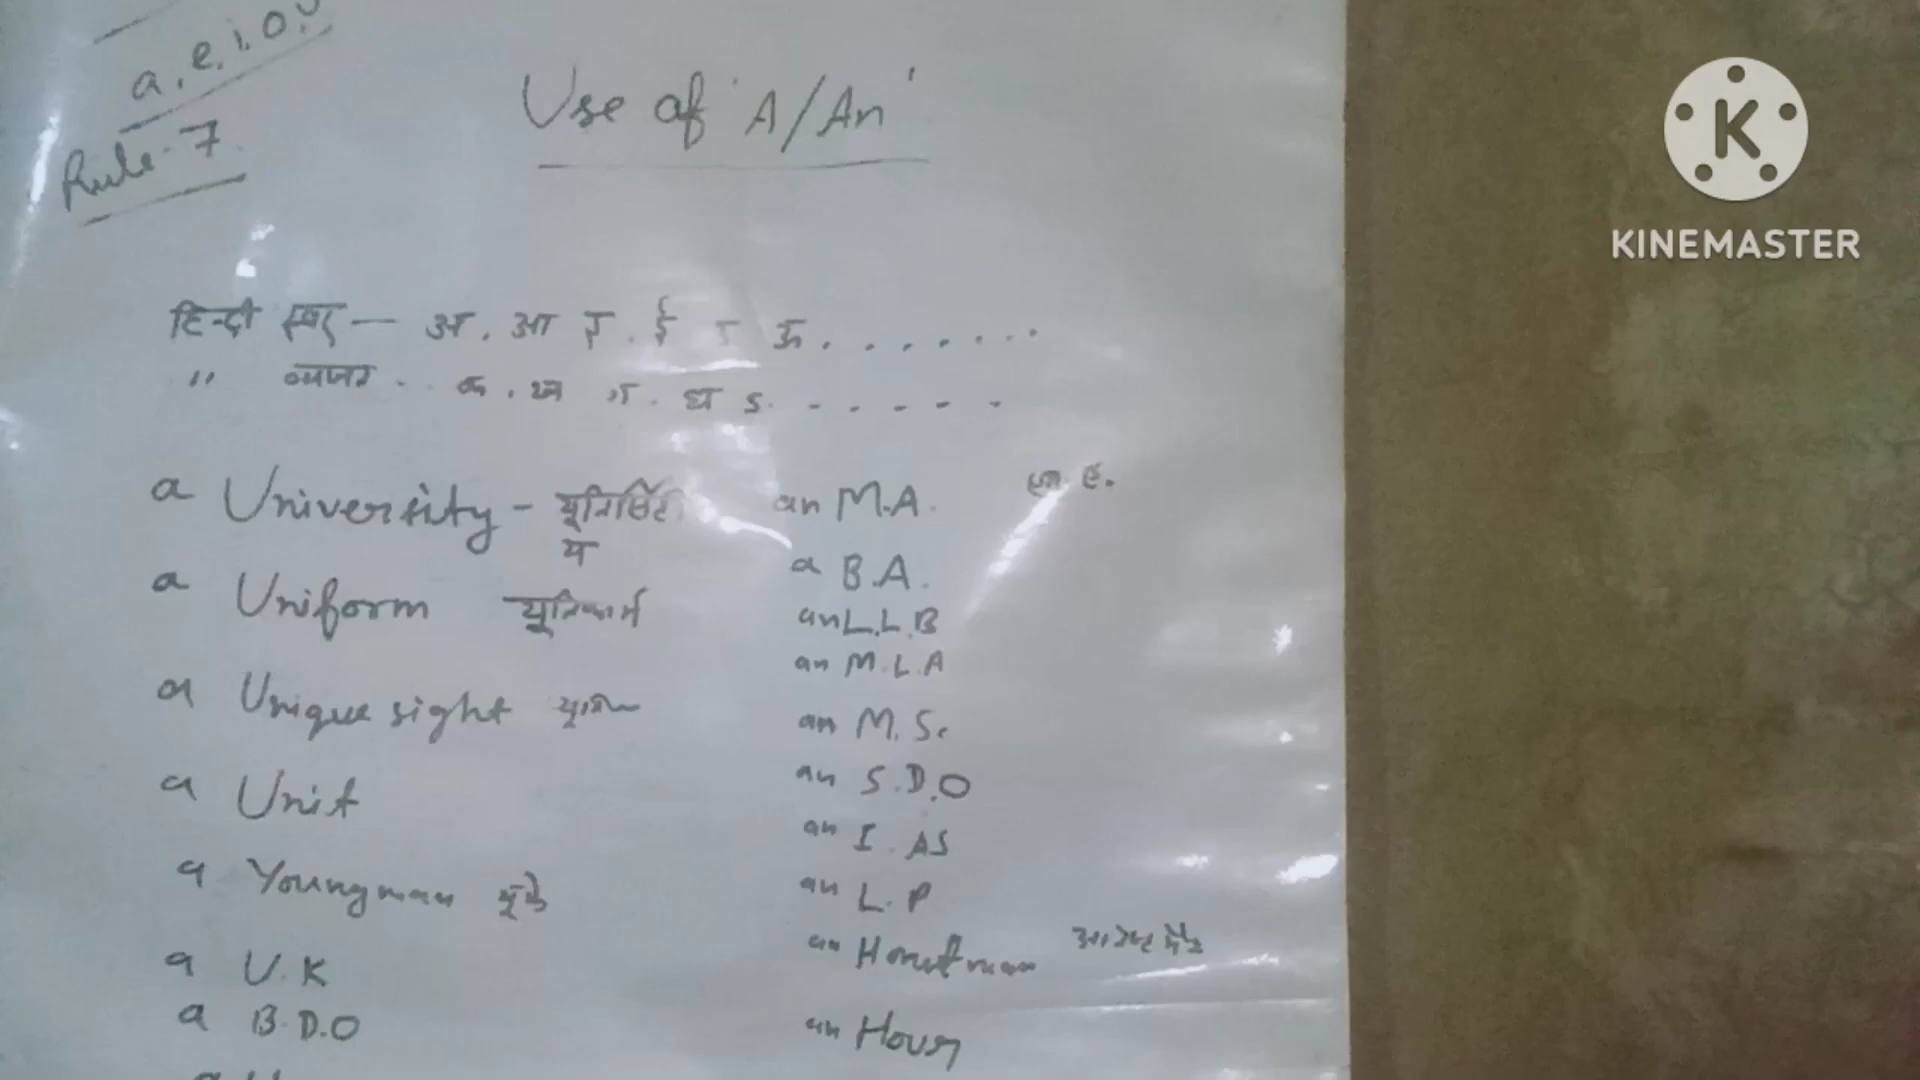 a, e, i, o, u
Rule-7
Use of 'A/An'
हिन्दी स्वर — अ, आ इ, ई उ ऊ, . . . . . . .
" व्यंजन - क, ख ग, घ ङ - - - - -
a University - यूनिर्सिटी
य
a Uniform यूनिफार्म
a Unique sight
a Unit
a Youngman
a U.K
a B.D.O
an M.A. एम. ए.
a B.A.
an L.L.B
an M.L.A
an M.Sc
an S.D.O
an I.AS
an L.P
an Honest man
an Hour
K
KINEMASTER